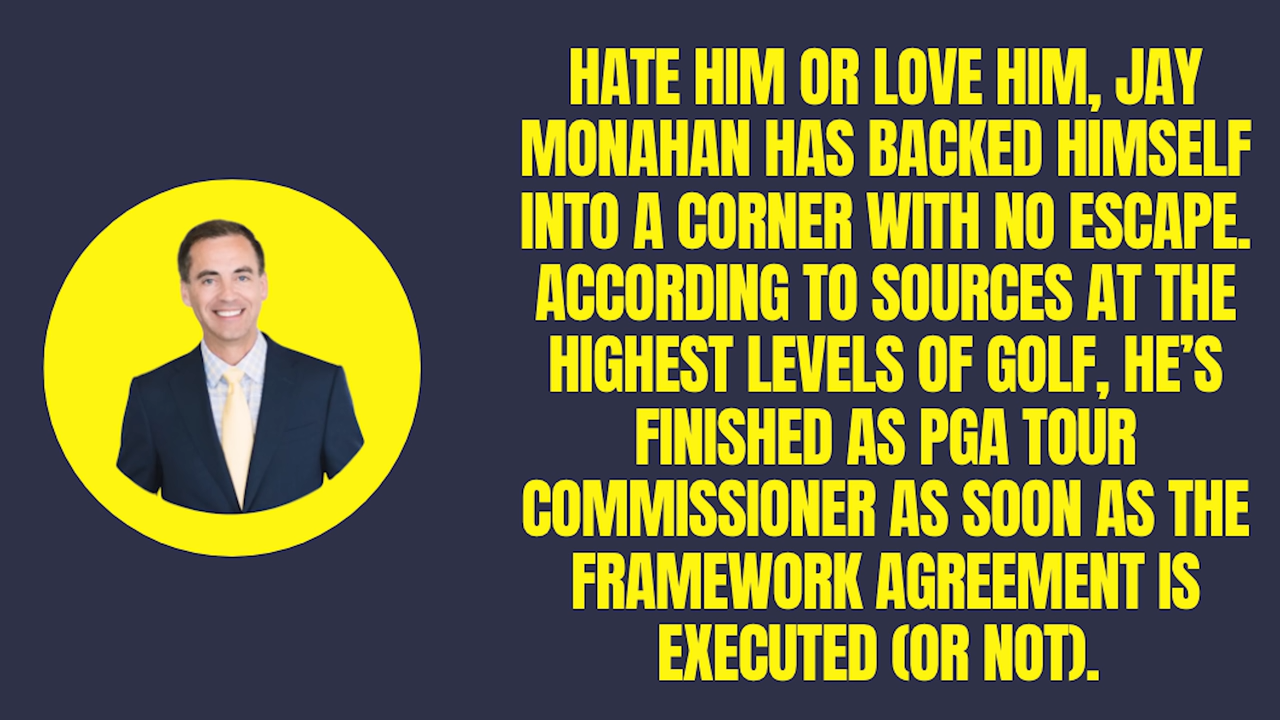 HATE HIM OR LOVE HIM, JAY
MONAHAN HAS BACKED HIMSELF
INTO A CORNER WITH NO ESCAPE.
ACCORDING TO SOURCES AT THE
HIGHEST LEVELS OF GOLF, HE’S
FINISHED AS PGA TOUR
COMMISSIONER AS SOON AS THE
FRAMEWORK AGREEMENT IS
EXECUTED (OR NOT).